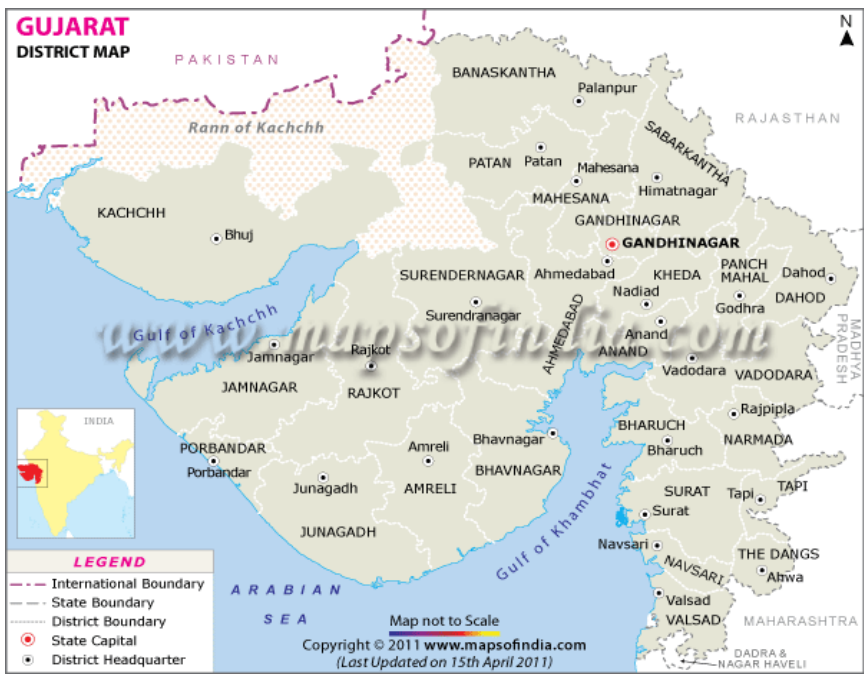 GUJARAT
DISTRICT MAP
PAKISTAN
N
RAJASTHAN
Rann of Kachchh
BANASKANTHA
Palanpur
SABARKANTHA
PATAN
Patan
Mahesana
MAHESANA
Himatnagar
KACHCHH
Bhuj
GANDHINAGAR
GANDHINAGAR
Ahmedabad
KHEDA
PANCH
MAHAL
Dahod
DAHOD
SURENDERNAGAR
Surendranagar
AHMEDABAD
Nadiad
Godhra
Anand
ANAND
Gulf of Kachchh
www.mapsofindia.com
MADHYA
PRADESH
Jamnagar
JAMNAGAR
Rajkot
RAJKOT
Vadodara
VADODARA
INDIA
PORBANDAR
Porbandar
Amreli
AMRELI
Bhavnagar
BHAVNAGAR
BHARUCH
Bharuch
Rajpipla
NARMADA
Junagadh
JUNAGADH
Gulf of Khambhat
SURAT
Surat
Tapi
TAPI
Navsari
NAVSARI
THE DANGS
Ahwa
Valsad
VALSAD
MAHARASHTRA
DADRA &
NAGAR HAVELI
ARABIAN
SEA
LEGEND
International Boundary
State Boundary
District Boundary
State Capital
District Headquarter
Map not to Scale
Copyright © 2011 www.mapsofindia.com
(Last Updated on 15th April 2011)